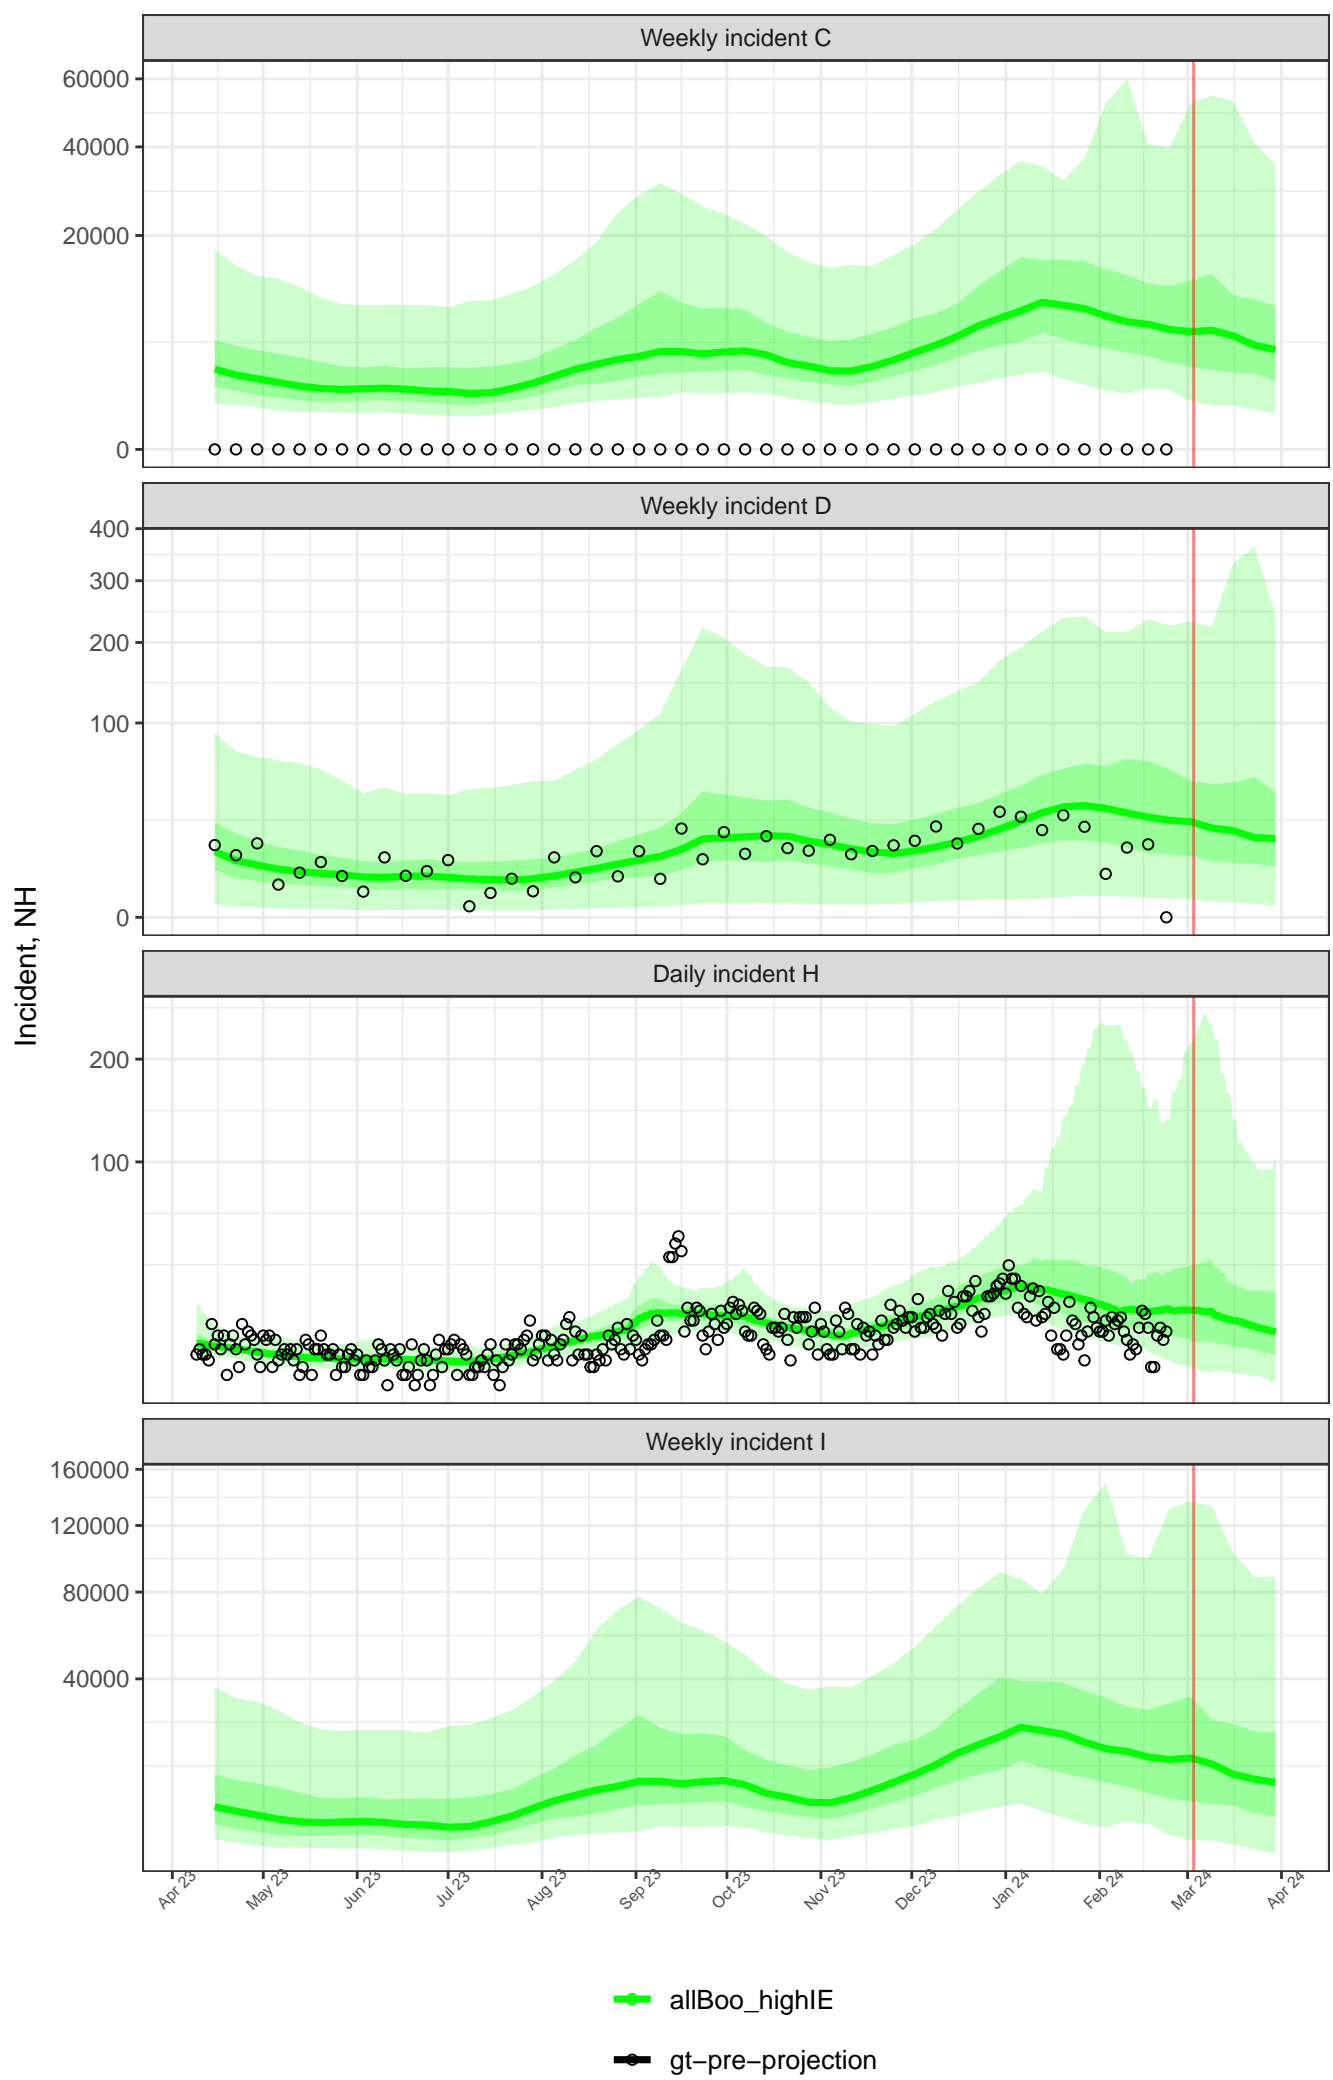 Weekly incident C
60000
40000
20000
0
Weekly incident D
400
300
200
100
0
Incident, NH
Daily incident H
200
100
Weekly incident I
160000
120000
80000
40000
Apr 23
May 23
Jun 23
Jul 23
Aug 23
Sep 23
Oct 23
Nov 23
Dec 23
Jan 24
Feb 24
Mar 24
Apr 24
allBoo_highIE
gt−pre−projection